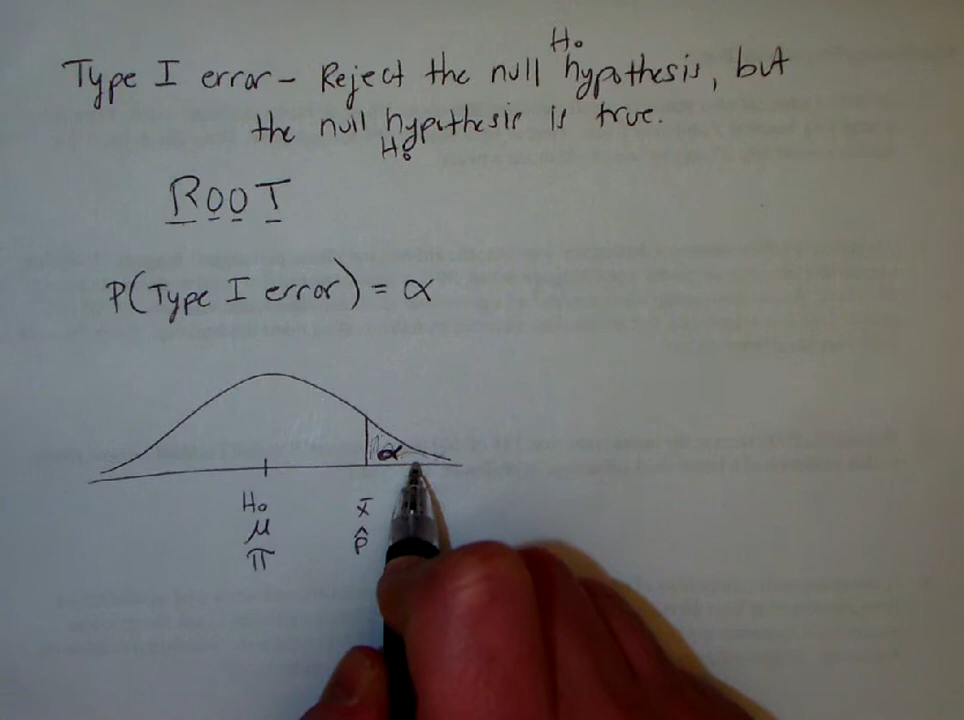 H₀
Type I error - Reject the null hypothesis, but
the null hypothesis is true.
H₀
ROOT
P(Type I error) = α
α
H₀ x̄
μ p̂
π